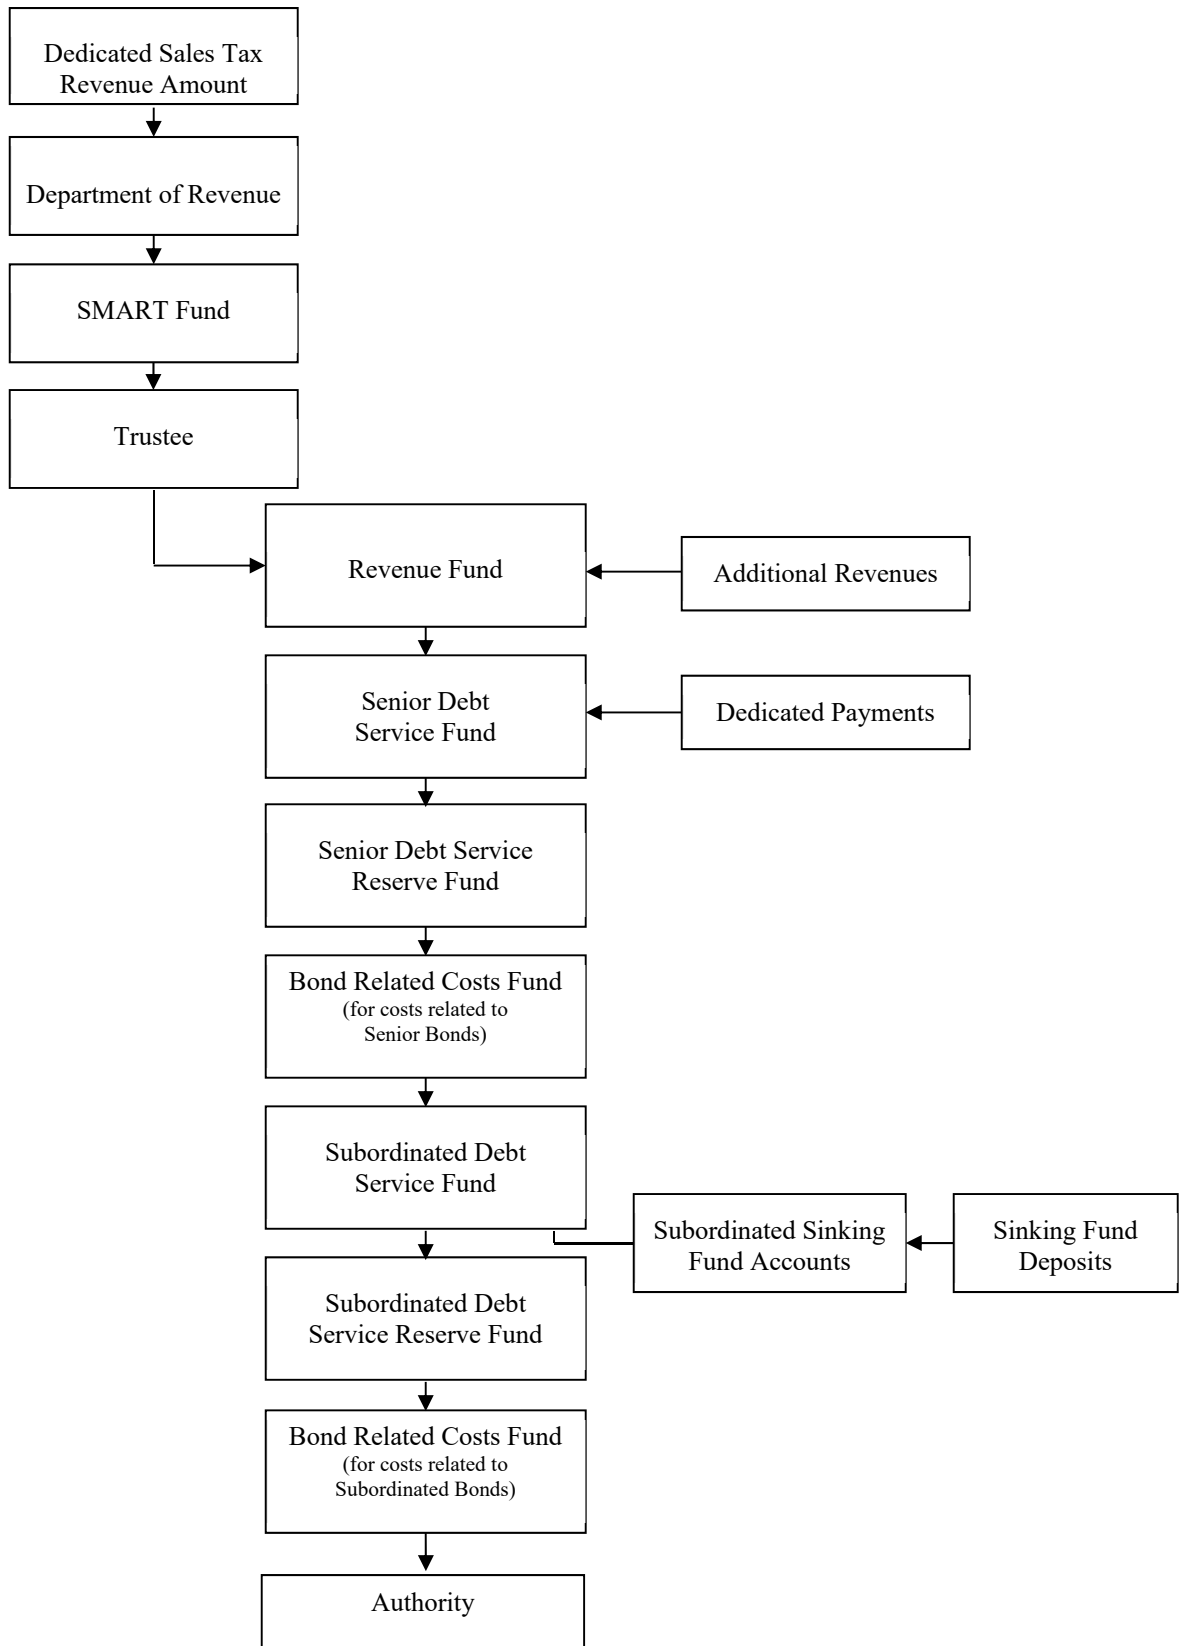 Dedicated Sales Tax
Revenue Amount
Department of Revenue
SMART Fund
Trustee
Revenue Fund
Additional Revenues
Senior Debt
Service Fund
Dedicated Payments
Senior Debt Service
Reserve Fund
Bond Related Costs Fund
(for costs related to
Senior Bonds)
Subordinated Debt
Service Fund
Subordinated Sinking
Fund Accounts
Sinking Fund
Deposits
Subordinated Debt
Service Reserve Fund
Bond Related Costs Fund
(for costs related to
Subordinated Bonds)
Authority